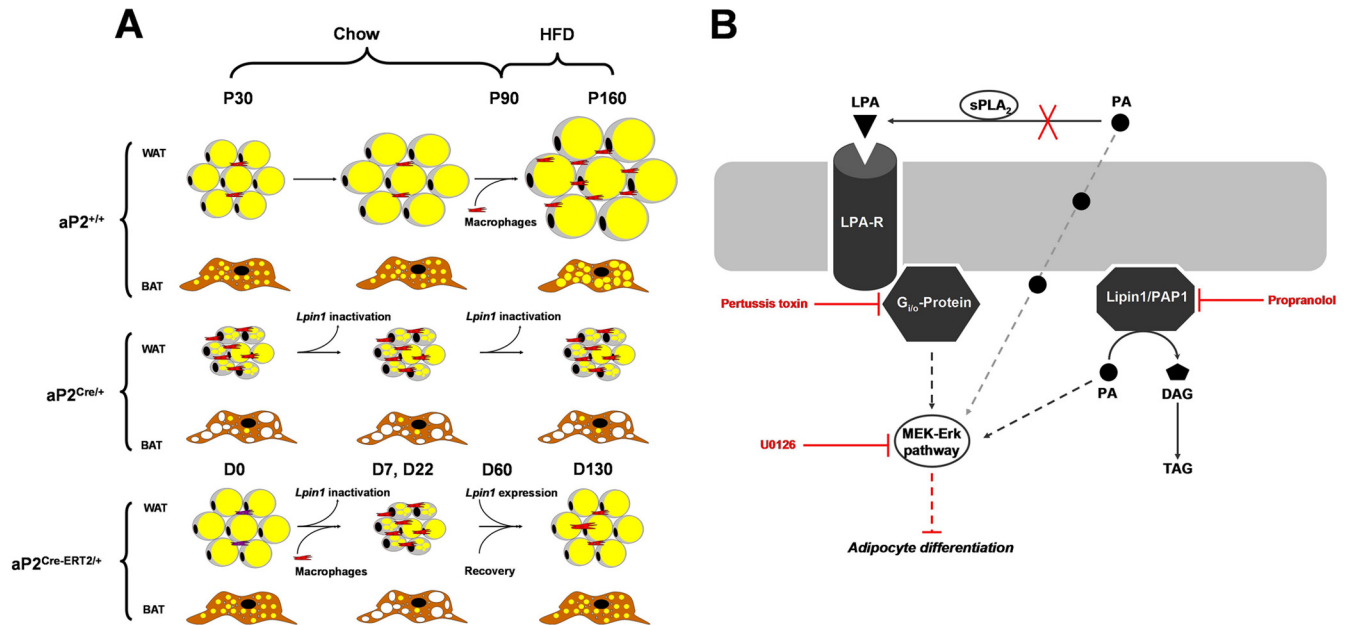 A
Chow
HFD
P30
P90
P160
WAT
aP2+/+
Macrophages
BAT
Lpin1 inactivation
Lpin1 inactivation
WAT
aP2Cre/+
BAT
D0
D7, D22
D60
D130
Lpin1 inactivation
Lpin1 expression
WAT
aP2Cre-ERT2/+
Macrophages
Recovery
BAT
B
LPA
sPLA2
PA
LPA-R
Pertussis toxin
Gi/o-Protein
Lipin1/PAP1
Propranolol
PA
DAG
U0126
MEK-Erk
pathway
TAG
Adipocyte differentiation